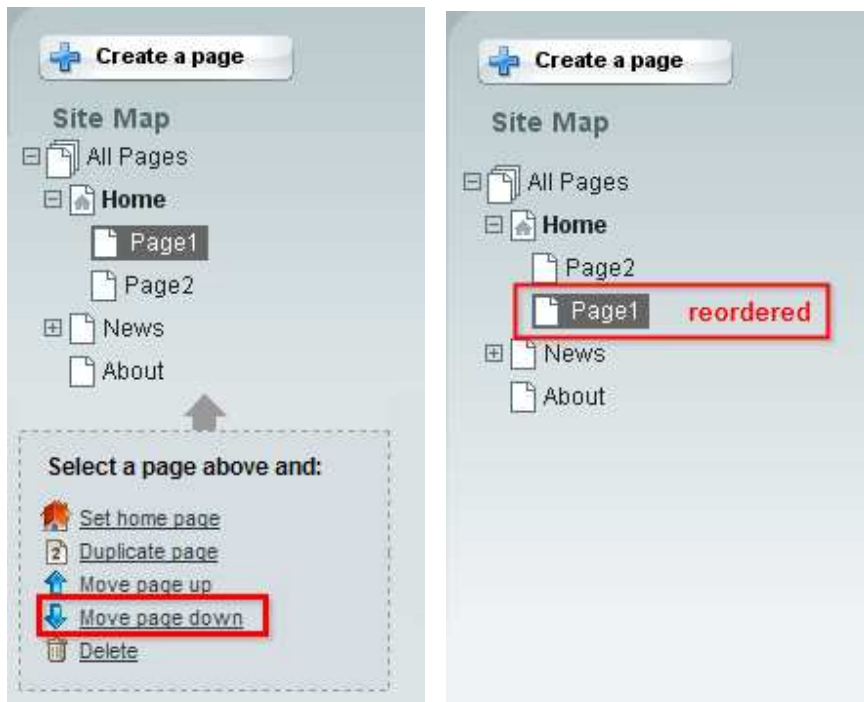 Create a page
Site Map
All Pages
Home
Page1
Page2
News
About
Select a page above and:
Set home page
2 Duplicate page
Move page up
Move page down
Delete
Create a page
Site Map
All Pages
Home
Page2
Page1 reordered
News
About